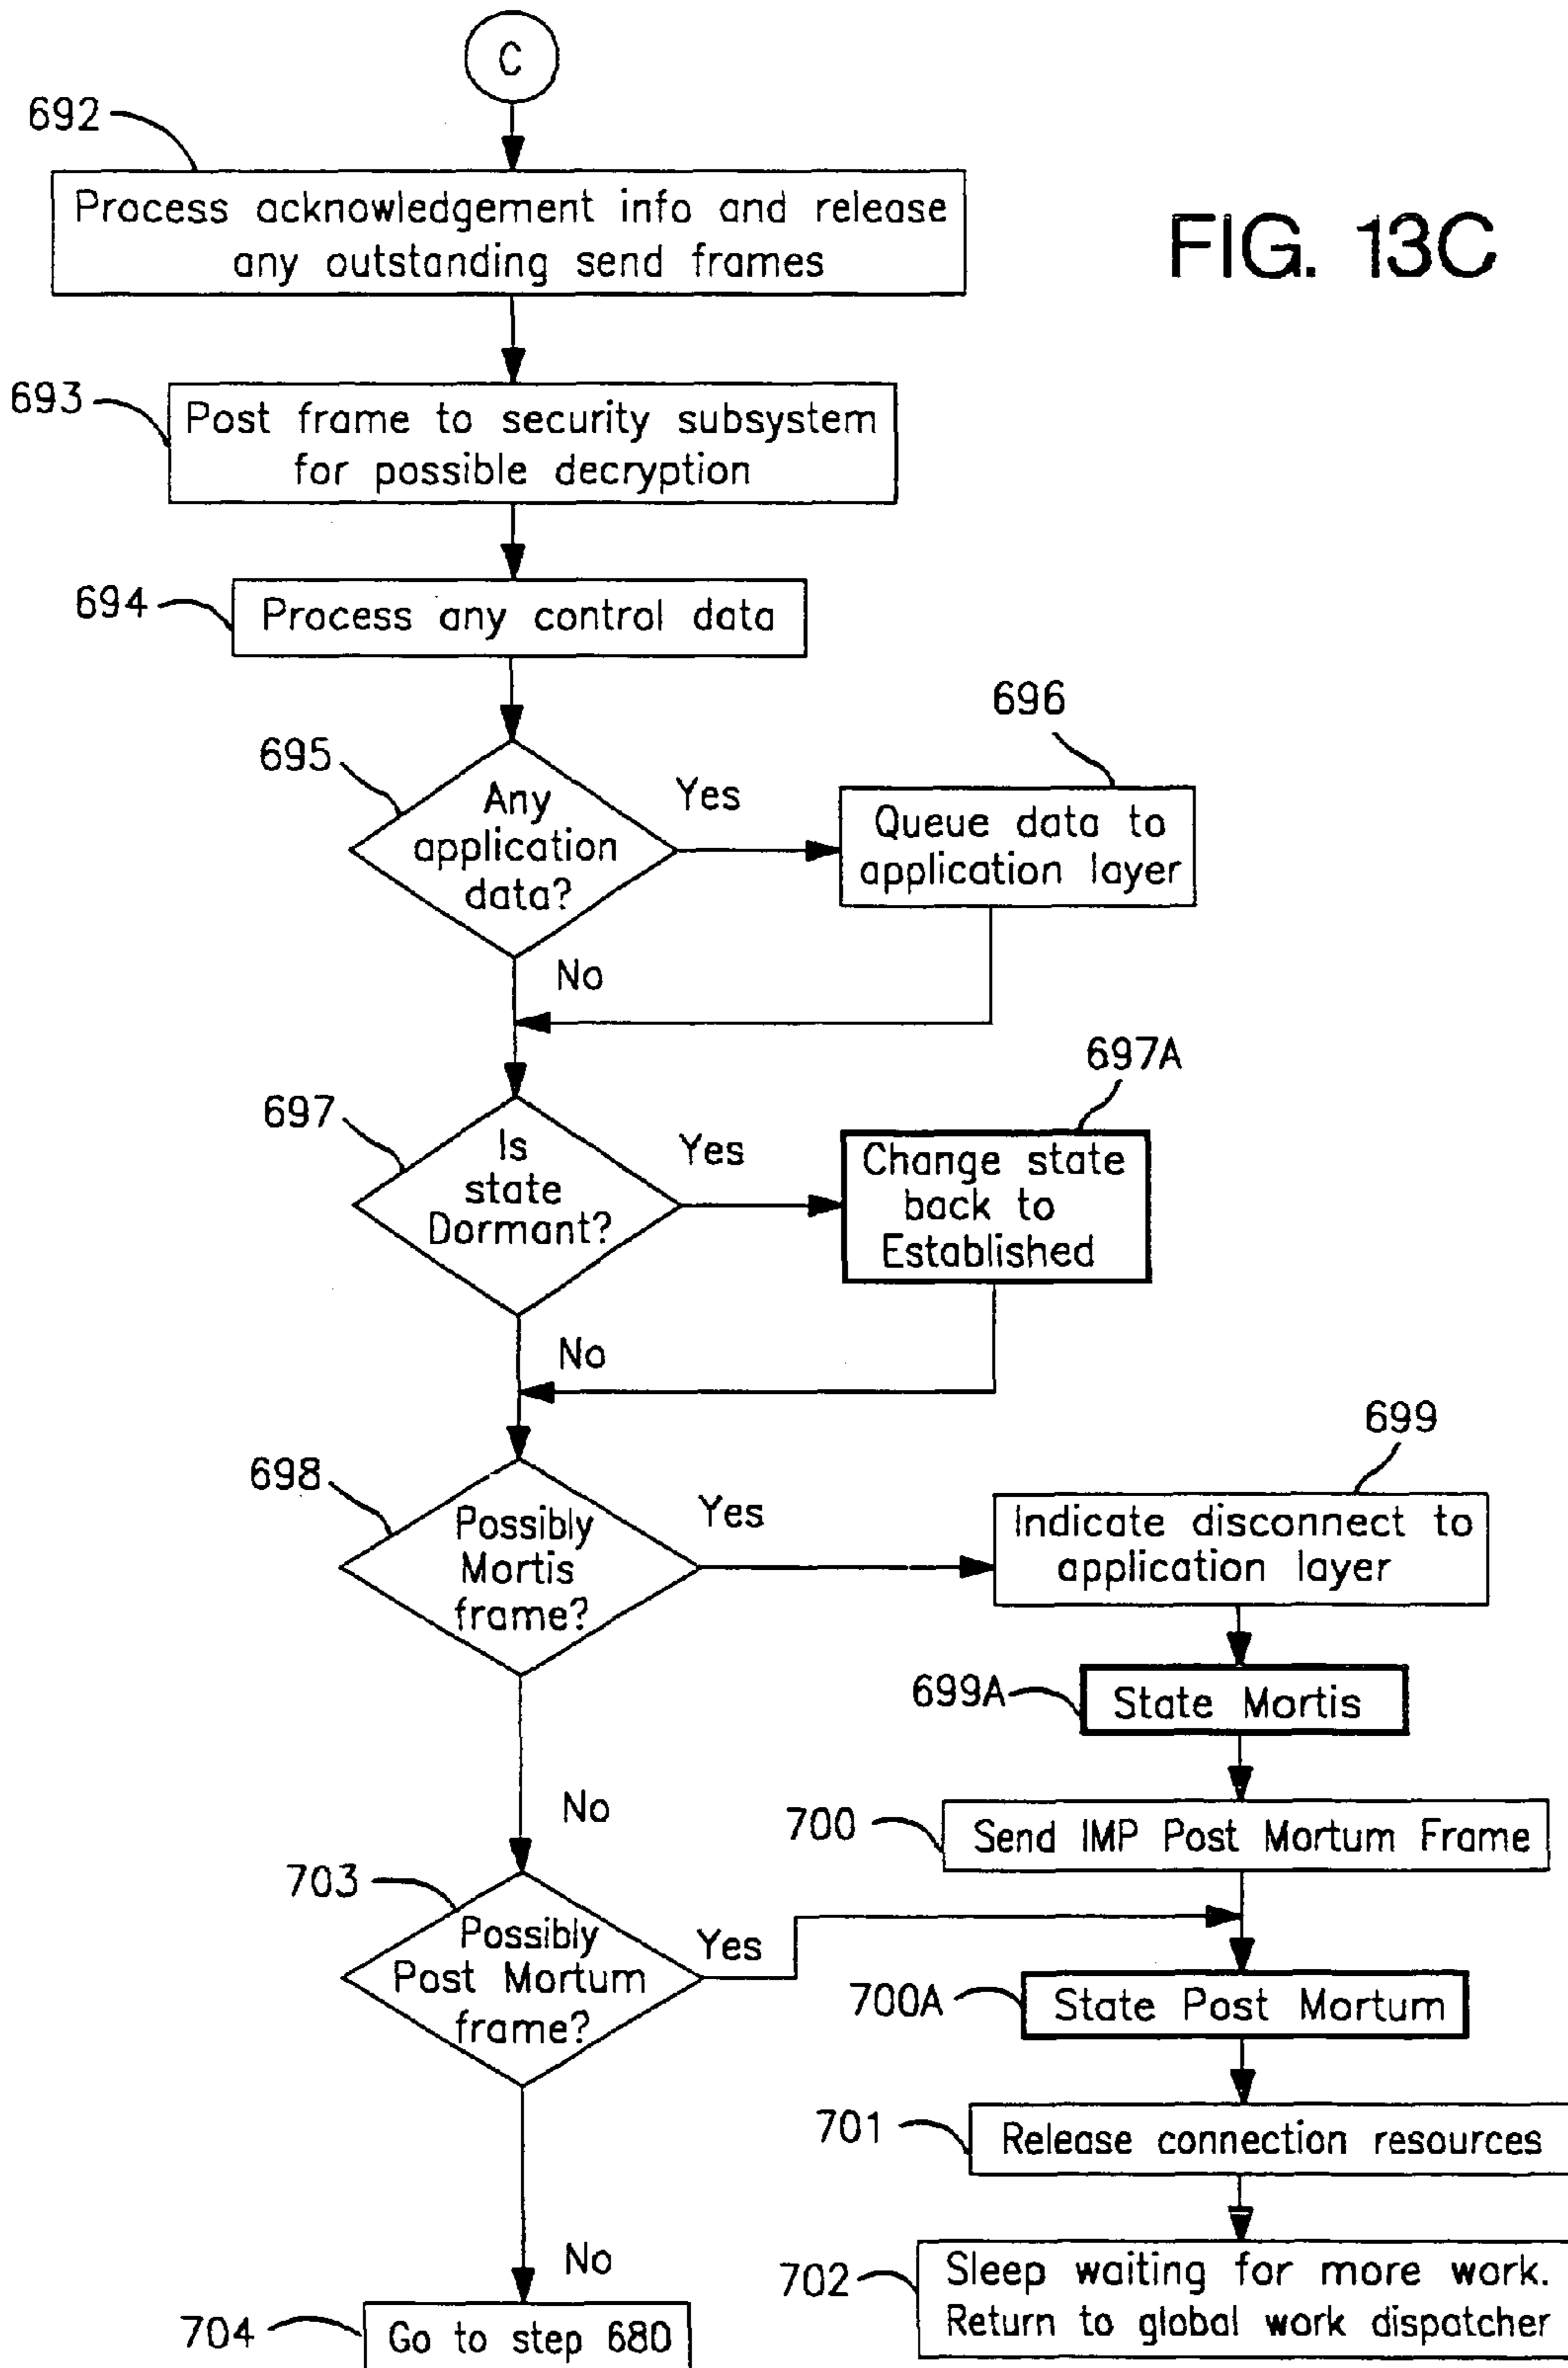 C
692
Process acknowledgement info and release
any outstanding send frames
FIG. 13C
693
Post frame to security subsystem
for possible decryption
694
Process any control data
695
Any
application
data?
Yes
696
Queue data to
application layer
No
697
Is
state
Dormant?
Yes
697A
Change state
back to
Established
No
698
Possibly
Mortis
frame?
Yes
699
Indicate disconnect to
application layer
699A
State Mortis
No
700
Send IMP Post Mortum Frame
703
Possibly
Post Mortum
frame?
Yes
700A
State Post Mortum
701
Release connection resources
No
702
Sleep waiting for more work.
Return to global work dispatcher
704
Go to step 680